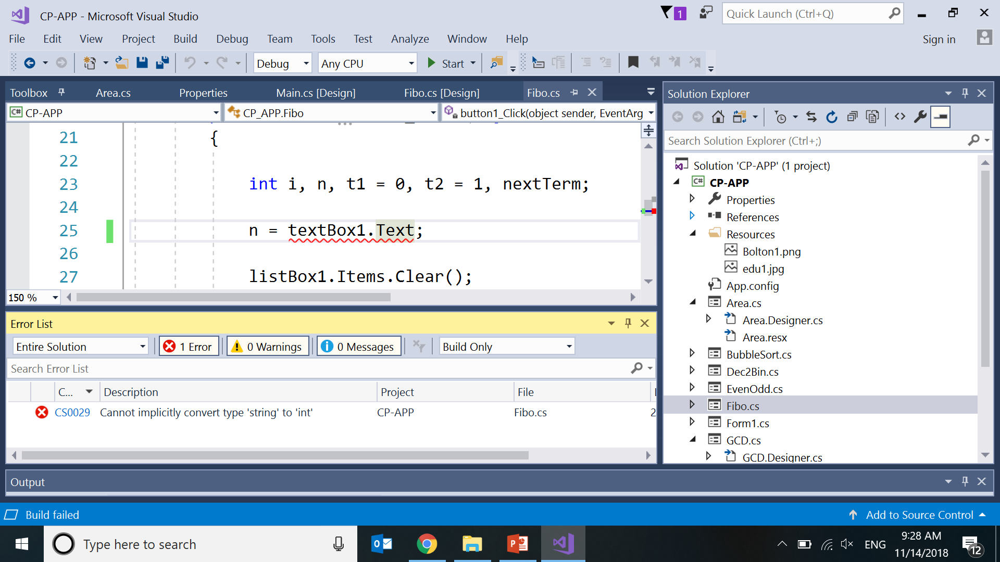 CP-APP - Microsoft Visual Studio
1
Quick Launch (Ctrl+Q)
File Edit View Project Build Debug Team Tools Test Analyze Window Help
Sign in
Debug Any CPU Start
Toolbox Area.cs Properties Main.cs [Design] Fibo.cs [Design] Fibo.cs
C# CP-APP CP_APP.Fibo button1_Click(object sender, EventArg
21 {
22
23 int i, n, t1 = 0, t2 = 1, nextTerm;
24
25 n = textBox1.Text;
26
27 listBox1.Items.Clear();
150 %
Error List
Entire Solution 1 Error 0 Warnings 0 Messages Build Only
Search Error List
C... Description Project File
CS0029 Cannot implicitly convert type 'string' to 'int' CP-APP Fibo.cs 2
Output
Solution Explorer
Search Solution Explorer (Ctrl+;)
Solution 'CP-APP' (1 project)
C# CP-APP
Properties
References
Resources
Bolton1.png
edu1.jpg
App.config
Area.cs
Area.Designer.cs
Area.resx
BubbleSort.cs
Dec2Bin.cs
EvenOdd.cs
Fibo.cs
Form1.cs
GCD.cs
GCD.Designer.cs
Build failed
Add to Source Control
Type here to search
ENG
9:28 AM
11/14/2018
12